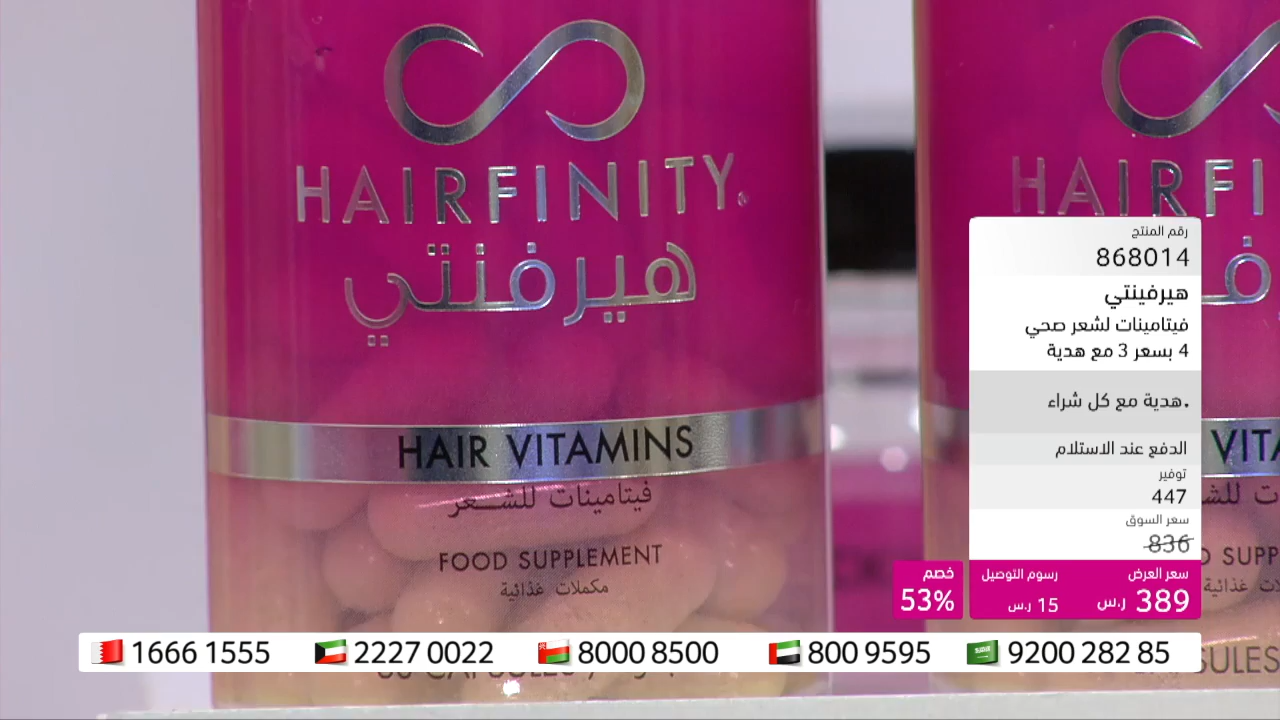 HAIRFINITY
هيرفنتي
HAIR VITAMINS
فيتامينات للشعر
FOOD SUPPLEMENT
مكملات غذائية
HAIRFI
VITA
رقم المنتج
868014
هيرفينتي
فيتامينات لشعر صحي
4 بسعر 3 مع هدية
.هدية مع كل شراء
الدفع عند الاستلام
توفير
447
سعر السوق
836
سعر العرض
389 ر.س
رسوم التوصيل
15 ر.س
خصم
53%
1666 1555
2227 0022
8000 8500
800 9595
9200 282 85